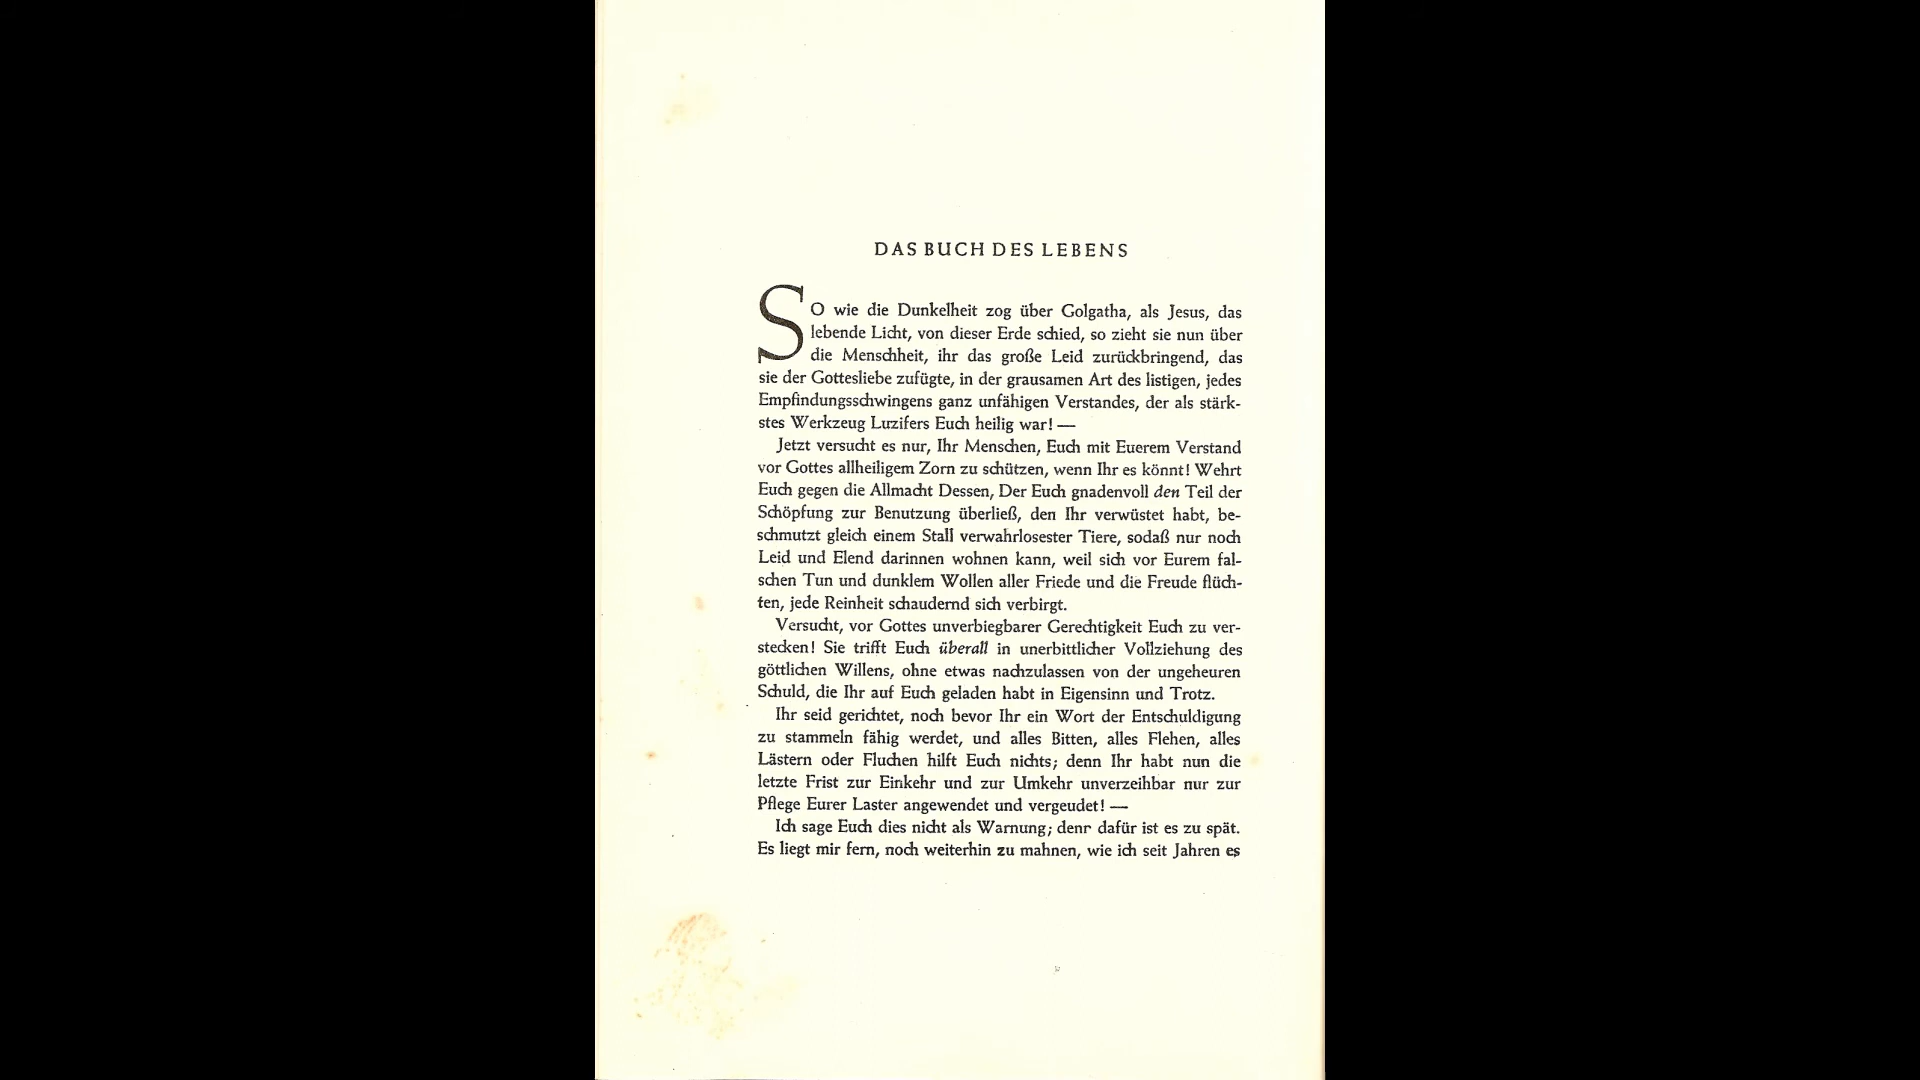 DAS BUCH DES LEBENS
SO wie die Dunkelheit zog über Golgatha, als Jesus, das
lebende Licht, von dieser Erde schied, so zieht sie nun über
die Menschheit, ihr das große Leid zurückbringend, das
sie der Gottesliebe zufügte, in der grausamen Art des listigen, jedes
Empfindungsschwingens ganz unfähigen Verstandes, der als stärk-
stes Werkzeug Luzifers Euch heilig war! —
Jetzt versucht es nur, Ihr Menschen, Euch mit Euerem Verstand
vor Gottes allheiligem Zorn zu schützen, wenn Ihr es könnt! Wehrt
Euch gegen die Allmacht Dessen, Der Euch gnadenvoll den Teil der
Schöpfung zur Benutzung überließ, den Ihr verwüstet habt, be-
schmutzt gleich einem Stall verwahrlosester Tiere, sodaß nur noch
Leid und Elend darinnen wohnen kann, weil sich vor Eurem fal-
schen Tun und dunklem Wollen aller Friede und die Freude flüch-
ten, jede Reinheit schaudernd sich verbirgt.
Versucht, vor Gottes unverbiegbarer Gerechtigkeit Euch zu ver-
stecken! Sie trifft Euch überall in unerbittlicher Vollziehung des
göttlichen Willens, ohne etwas nachzulassen von der ungeheuren
Schuld, die Ihr auf Euch geladen habt in Eigensinn und Trotz.
Ihr seid gerichtet, noch bevor Ihr ein Wort der Entschuldigung
zu stammeln fähig werdet, und alles Bitten, alles Flehen, alles
Lästern oder Fluchen hilft Euch nichts; denn Ihr habt nun die
letzte Frist zur Einkehr und zur Umkehr unverzeihbar nur zur
Pflege Eurer Laster angewendet und vergeudet! —
Ich sage Euch dies nicht als Warnung; denn dafür ist es zu spät.
Es liegt mir fern, noch weiterhin zu mahnen, wie ich seit Jahren es